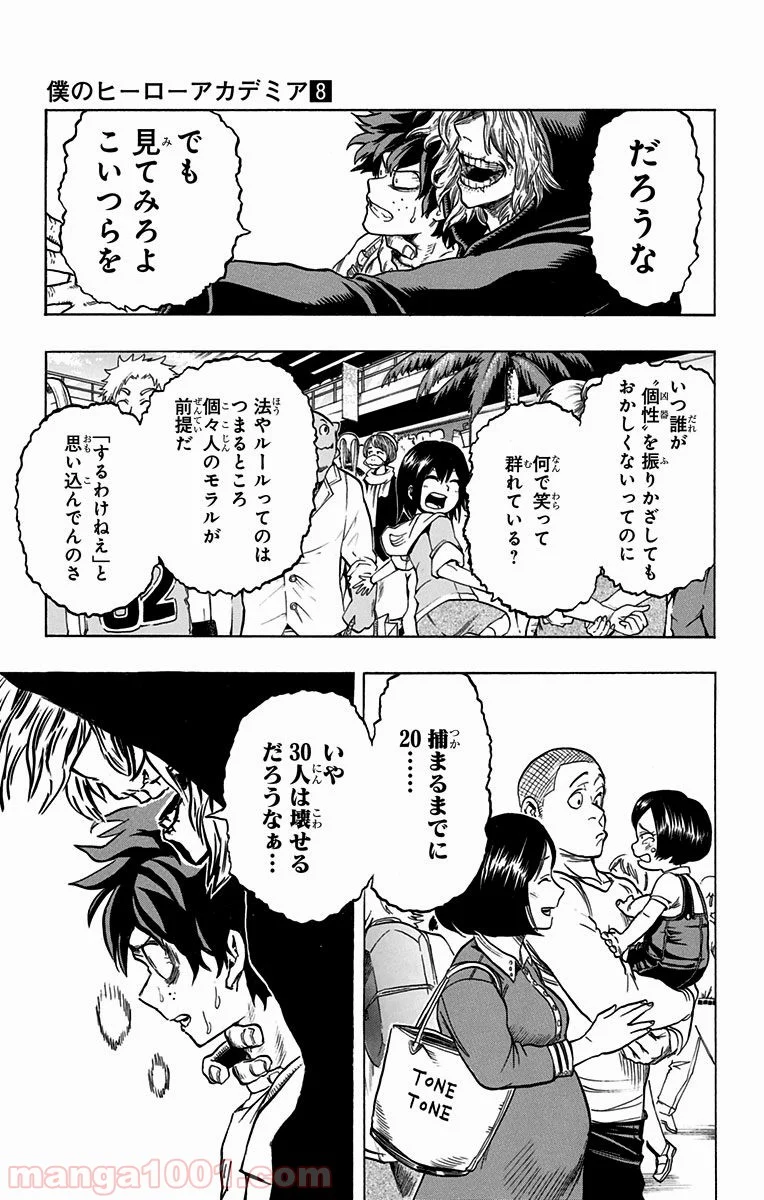 僕のヒーローアカデミア8
だろうな
でも
見てみろよ
こいつらを
いつ誰が
“個性”を振りかざしても
おかしくないってのに
何で笑って
群れている?
法やルールってのは
つまるところ
個々人のモラルが
前提だ
「するわけねえ」と
思い込んでんのさ
62
捕まるまでに
20……
いや
30人は壊せる
だろうなぁ…
TONE
TONE
manga1001.com